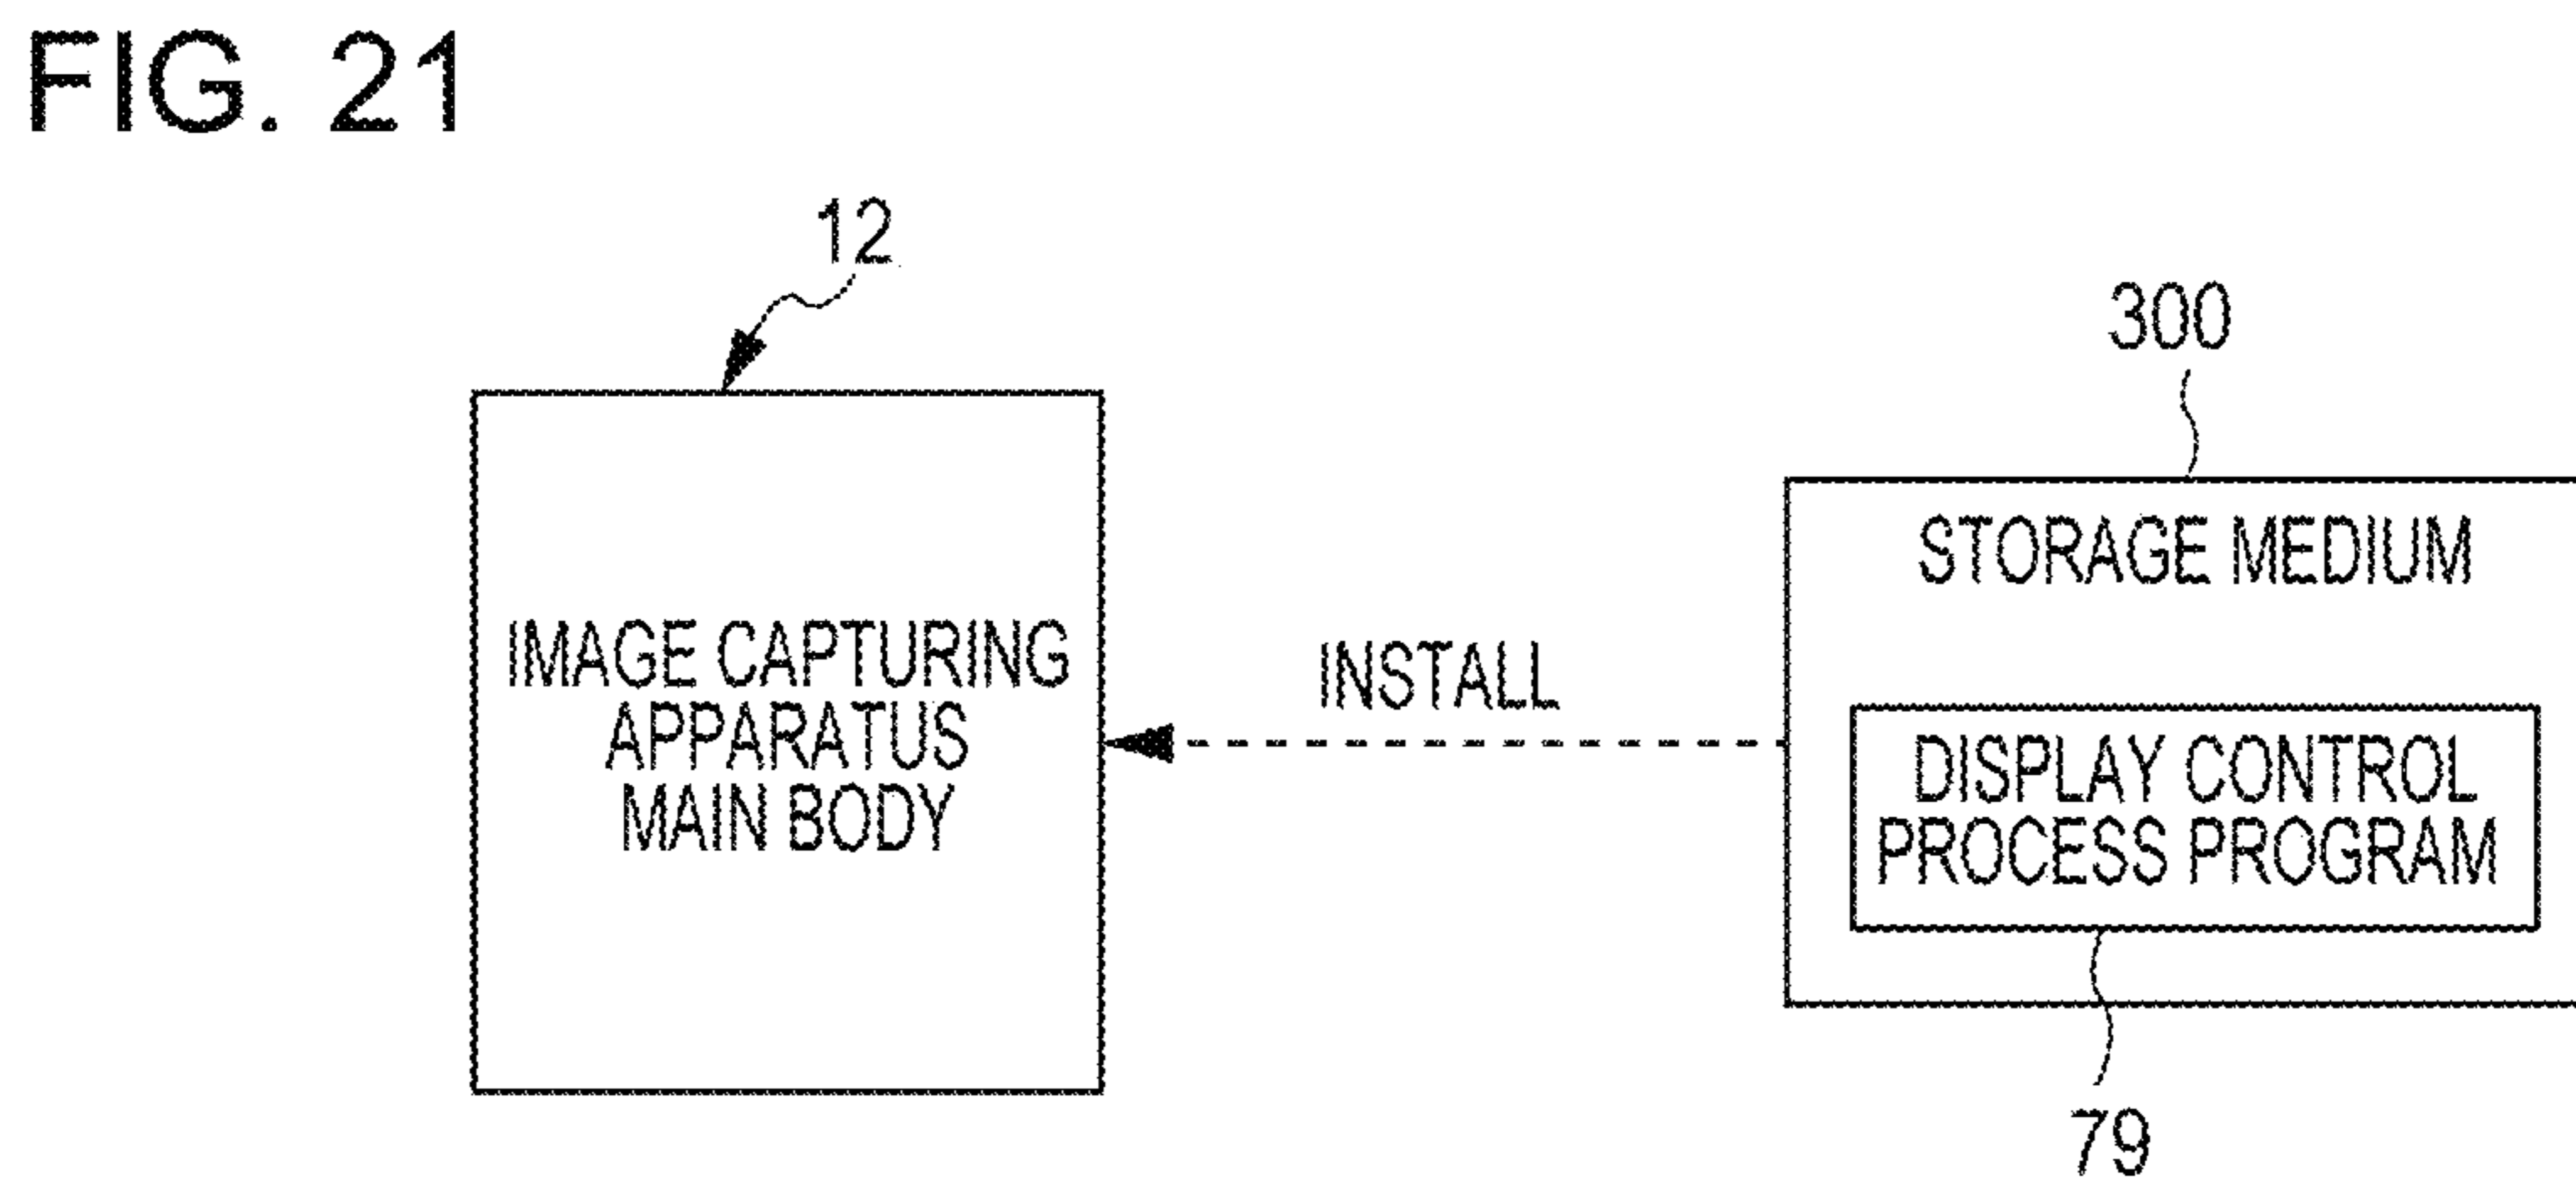 FIG. 21
12
300
STORAGE MEDIUM
IMAGE CAPTURING
APPARATUS
MAIN BODY
INSTALL
DISPLAY CONTROL
PROCESS PROGRAM
79